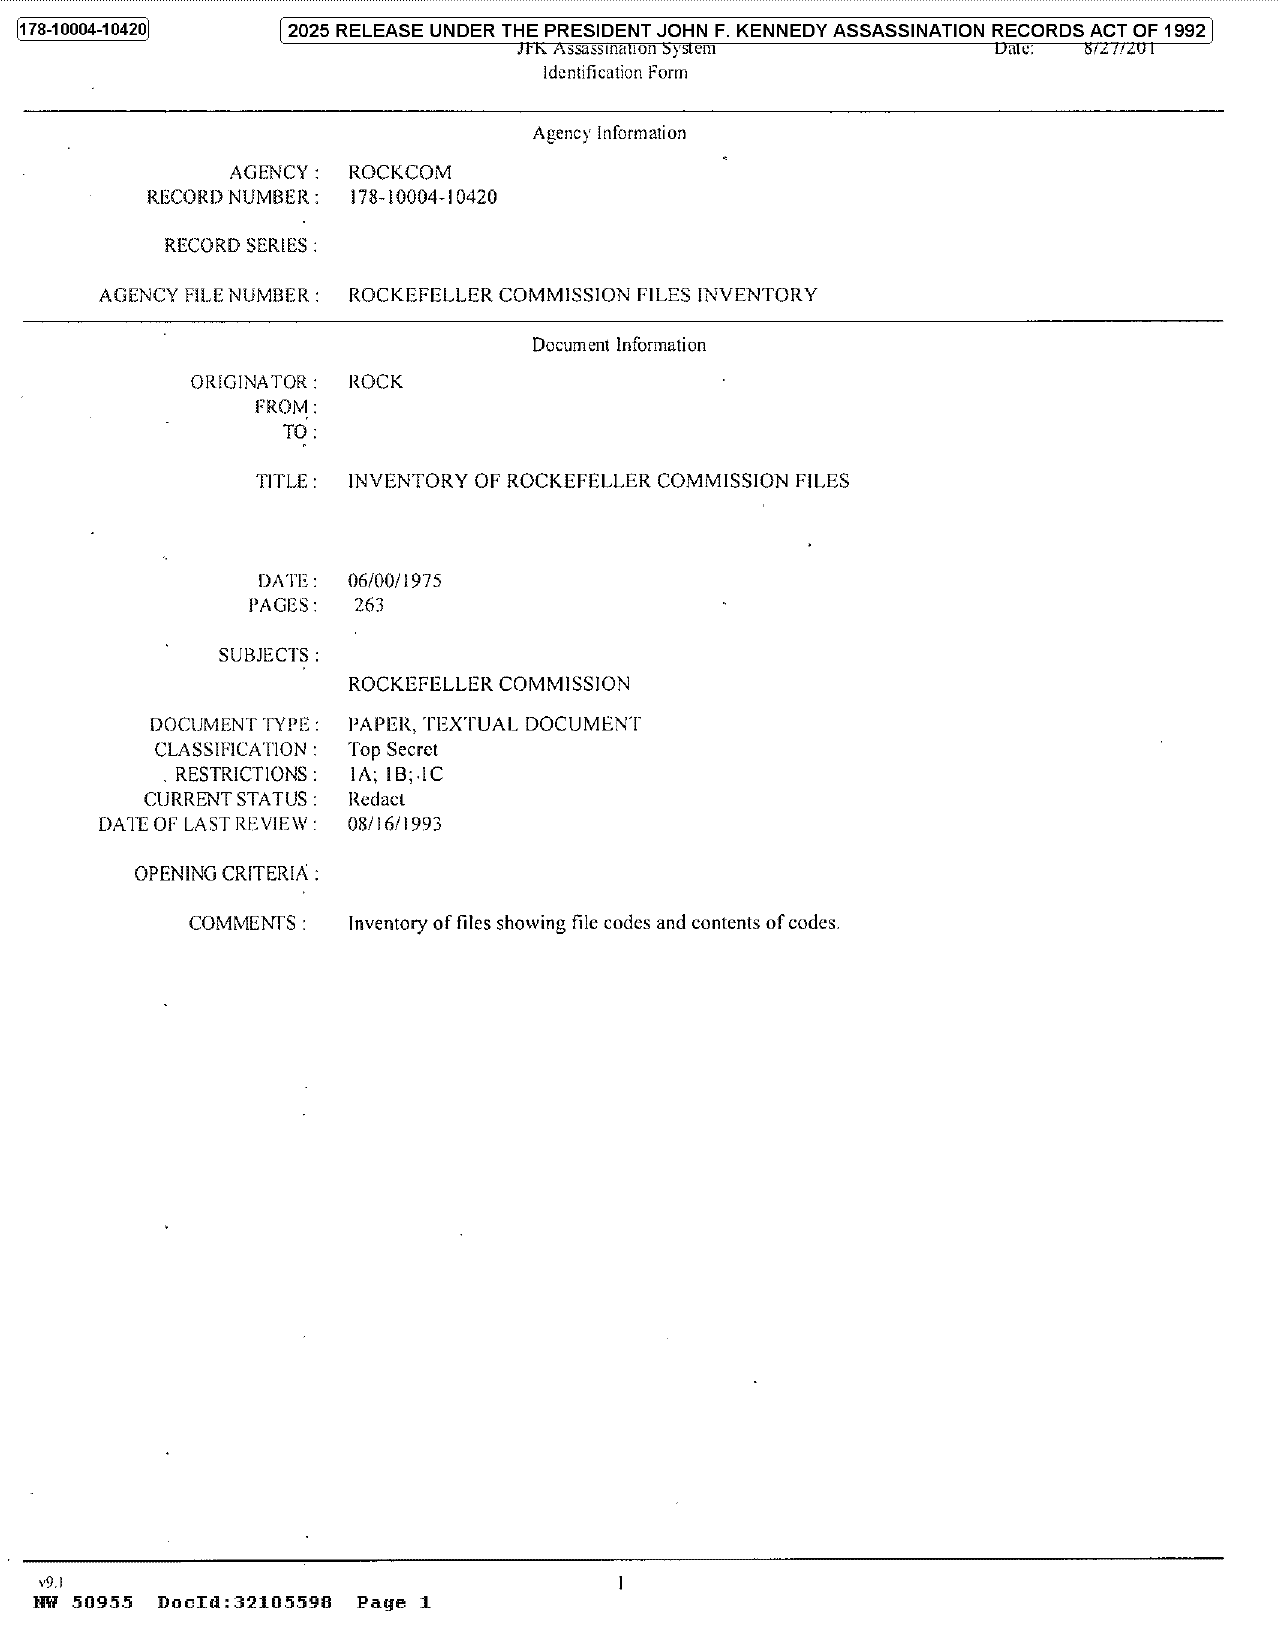 178-10004-10420
2025 RELEASE UNDER THE PRESIDENT JOHN F. KENNEDY ASSASSINATION RECORDS ACT OF 1992
JFK Assassination System Date: 8/27/201
Identification Form
Agency Information
AGENCY : ROCKCOM
RECORD NUMBER : 178-10004-10420
RECORD SERIES :
AGENCY FILE NUMBER : ROCKEFELLER COMMISSION FILES INVENTORY
Document Information
ORIGINATOR : ROCK
FROM :
TO :
TITLE : INVENTORY OF ROCKEFELLER COMMISSION FILES
DATE : 06/00/1975
PAGES : 263
SUBJECTS :
ROCKEFELLER COMMISSION
DOCUMENT TYPE : PAPER, TEXTUAL DOCUMENT
CLASSIFICATION : Top Secret
RESTRICTIONS : 1A; 1B; 1C
CURRENT STATUS : Redact
DATE OF LAST REVIEW : 08/16/1993
OPENING CRITERIA :
COMMENTS : Inventory of files showing file codes and contents of codes.
v9.1 1
NW 50955 DocId:32105598 Page 1